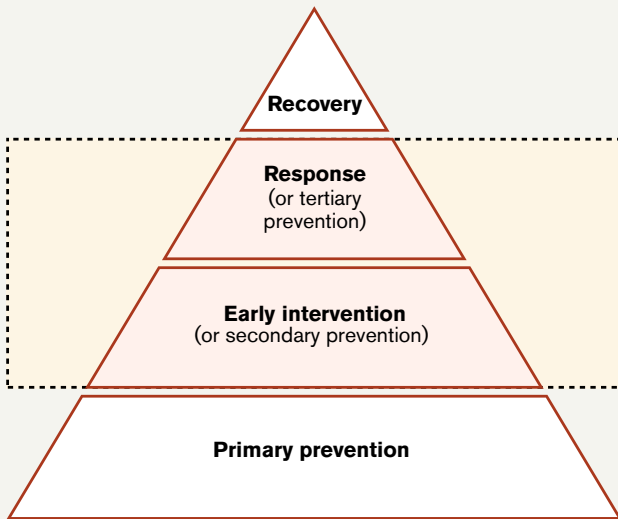 Recovery
Response
(or tertiary
prevention)
Early intervention
(or secondary prevention)
Primary prevention